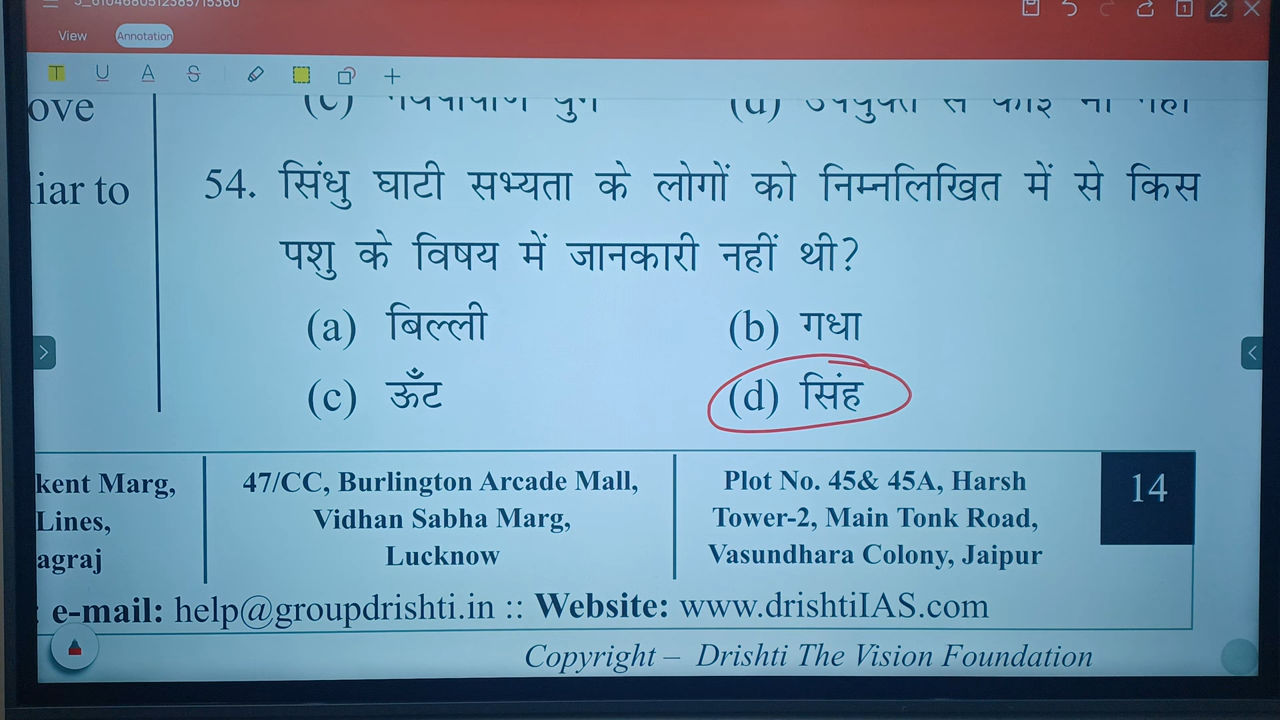 View
Annotation
T U A S
ove
54. सिंधु घाटी सभ्यता के लोगों को निम्नलिखित में से किस
iar to
पशु के विषय में जानकारी नहीं थी?
(a) बिल्ली (b) गधा
(c) ऊँट (d) सिंह
kent Marg,
Lines,
agraj
47/CC, Burlington Arcade Mall,
Vidhan Sabha Marg,
Lucknow
Plot No. 45& 45A, Harsh
Tower-2, Main Tonk Road,
Vasundhara Colony, Jaipur
14
: e-mail: help@groupdrishti.in :: Website: www.drishtiIAS.com
Copyright – Drishti The Vision Foundation